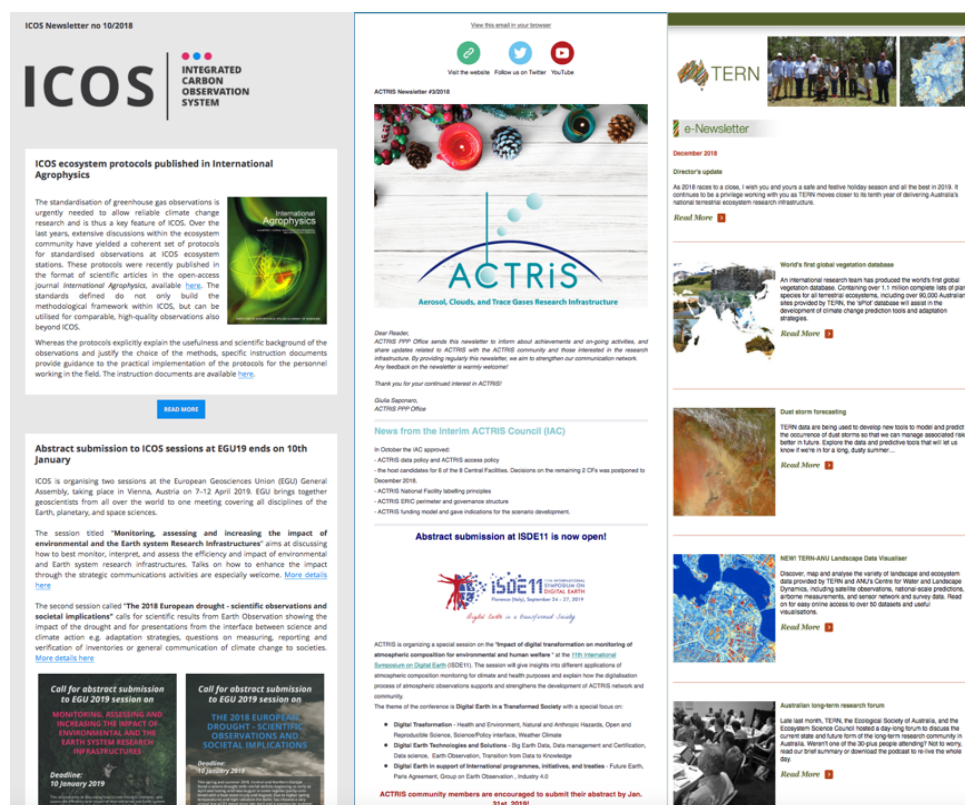 ICOS Newsletter no 10/2018
ICOS
INTEGRATED
CARBON
OBSERVATION
SYSTEM
ICOS ecosystem protocols published in International
Agrophysics
The standardisation of greenhouse gas observations is
urgently needed to allow reliable climate change
research and is thus a key feature of ICOS. Over the
last years, extensive discussions within the ecosystem
community have yielded a coherent set of protocols
for standardised observations at ICOS ecosystem
stations. These protocols were recently published in
the format of scientific articles in the open-access
journal International Agrophysics, available here. The
standards defined do not only build the
methodological framework within ICOS, but can be
utilised for comparable, high-quality observations also
beyond ICOS.
International
Agrophysics
Whereas the protocols explicitly explain the usefulness and scientific background of the
observations and justify the choice of the methods, specific instruction documents
provide guidance to the practical implementation of the protocols for the personnel
working in the field. The instruction documents are available here.
READ MORE
Abstract submission to ICOS sessions at EGU19 ends on 10th
January
ICOS is organising two sessions at the European Geosciences Union (EGU) General
Assembly, taking place in Vienna, Austria on 7–12 April 2019. EGU brings together
geoscientists from all over the world to one meeting covering all disciplines of the
Earth, planetary, and space sciences.
The session titled "Monitoring, assessing and increasing the impact of
environmental and the Earth system Research Infrastructures" aims at discussing
how to best monitor, interpret, and assess the efficiency and impact of environmental
and Earth system research infrastructures. Talks on how to enhance the impact
through the strategic communications activities are especially welcome. More details
here
The second session called "The 2018 European drought - scientific observations and
societal implications" calls for scientific results from Earth Observation showing the
impact of the drought and for presentations from the interface between science and
climate action e.g. adaptation strategies, questions on measuring, reporting and
verification of inventories or general communication of climate change to societies.
More details here
Call for abstract submission
to EGU 2019 session on
MONITORING, ASSESSING AND
INCREASING THE IMPACT OF
ENVIRONMENTAL AND THE
EARTH SYSTEM RESEARCH
INFRASTRUCTURES
Deadline:
10 January 2019
Call for abstract submission
to EGU 2019 session on
THE 2018 EUROPEAN
DROUGHT - SCIENTIFIC
OBSERVATIONS AND
SOCIETAL IMPLICATIONS
Deadline:
10 January 2019
View this email in your browser
Visit the website Follow us on Twitter YouTube
ACTRIS Newsletter #3/2018
ACTRiS
Aerosol, Clouds, and Trace Gases Research Infrastructure
Dear Reader,
ACTRIS PPP Office sends this newsletter to inform about achievements and on-going activities, and
share updates related to ACTRIS with the ACTRIS community and those interested in the research
infrastructure. By providing regularly this newsletter, we aim to strengthen our communication network.
Any feedback on the newsletter is warmly welcome!
Thank you for your continued interest in ACTRIS!
Giulia Saponaro,
ACTRIS PPP Office
News from the Interim ACTRIS Council (IAC)
In October the IAC approved:
- ACTRIS data policy and ACTRIS access policy
- the host candidates for 6 of the 8 Central Facilities. Decisions on the remaining 2 CFs was postponed to
December 2018.
- ACTRIS National Facility labelling principles
- ACTRIS ERIC perimeter and governance structure
- ACTRIS funding model and gave indications for the scenario development.
Abstract submission at ISDE11 is now open!
iSDE11
11TH INTERNATIONAL
SYMPOSIUM ON
DIGITAL EARTH
Florence (Italy), September 24 - 27, 2019
Digital Earth in a transformed Society
ACTRIS is organizing a special session on the "Impact of digital transformation on monitoring of
atmospheric composition for environmental and human welfare " at the 11th International
Symposium on Digital Earth (ISDE11). The session will give insights into different applications of
atmospheric composition monitoring for climate and health purposes and explain how the digitalisation
process of atmospheric observations supports and strengthens the development of ACTRIS network and
community.
The theme of the conference is Digital Earth in a Transformed Society with a special focus on:
● Digital Trasformation - Health and Environment, Natural and Anthropic Hazards, Open and
Reproducible Science, Science/Policy interface, Weather Climate
● Digital Earth Technologies and Solutions - Big Earth Data, Data management and Certification,
Data science, Earth Observation, Transition from Data to Knowledge
● Digital Earth in support of International programmes, initiatives, and treaties - Future Earth,
Paris Agreement, Group on Earth Observation , Industry 4.0
ACTRIS community members are encouraged to submit their abstract by Jan.
31st, 2019!
TERN
e-Newsletter
December 2018
Director's update
As 2018 races to a close, I wish you and yours a safe and festive holiday season and all the best in 2019. It
continues to be a privilege working with you as TERN moves closer to its tenth year of delivering Australia's
national terrestrial ecosystem research infrastructure.
Read More
World's first global vegetation database
An international research team has produced the world's first global
vegetation database. Containing over 1.1 million complete lists of plant
species for all terrestrial ecosystems, including over 90,000 Australian
sites provided by TERN, the 'sPlot' database will assist in the
development of climate change prediction tools and adaptation
strategies.
Read More
Dust storm forecasting
TERN data are being used to develop new tools to model and predict
the occurrence of dust storms so that we can manage associated risks
better in future. Explore the data and predictive tools that will let us
know if we're in for a long, dusty summer…
Read More
NEW! TERN-ANU Landscape Data Visualiser
Discover, map and analyse the variety of landscape and ecosystem
data provided by TERN and ANU's Centre for Water and Landscape
Dynamics, including satellite observations, national-scale predictions,
airborne measurements, and sensor network and survey data. Read
on for easy online access to over 50 datasets and useful
visualisations.
Read More
Australian long-term research forum
Late last month, TERN, the Ecological Society of Australia, and the
Ecosystem Science Council hosted a day-long forum to discuss the
current state and future form of the long-term research community in
Australia. Weren't one of the 30-plus people attending? Not to worry,
read our brief summary or download the podcast to re-live the whole
day.
Read More